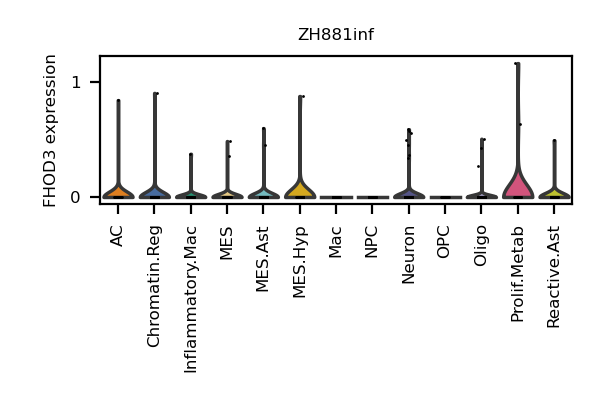 ZH881inf
FHOD3 expression
1
0
AC
Chromatin.Reg
Inflammatory.Mac
MES
MES.Ast
MES.Hyp
Mac
NPC
Neuron
OPC
Oligo
Prolif.Metab
Reactive.Ast